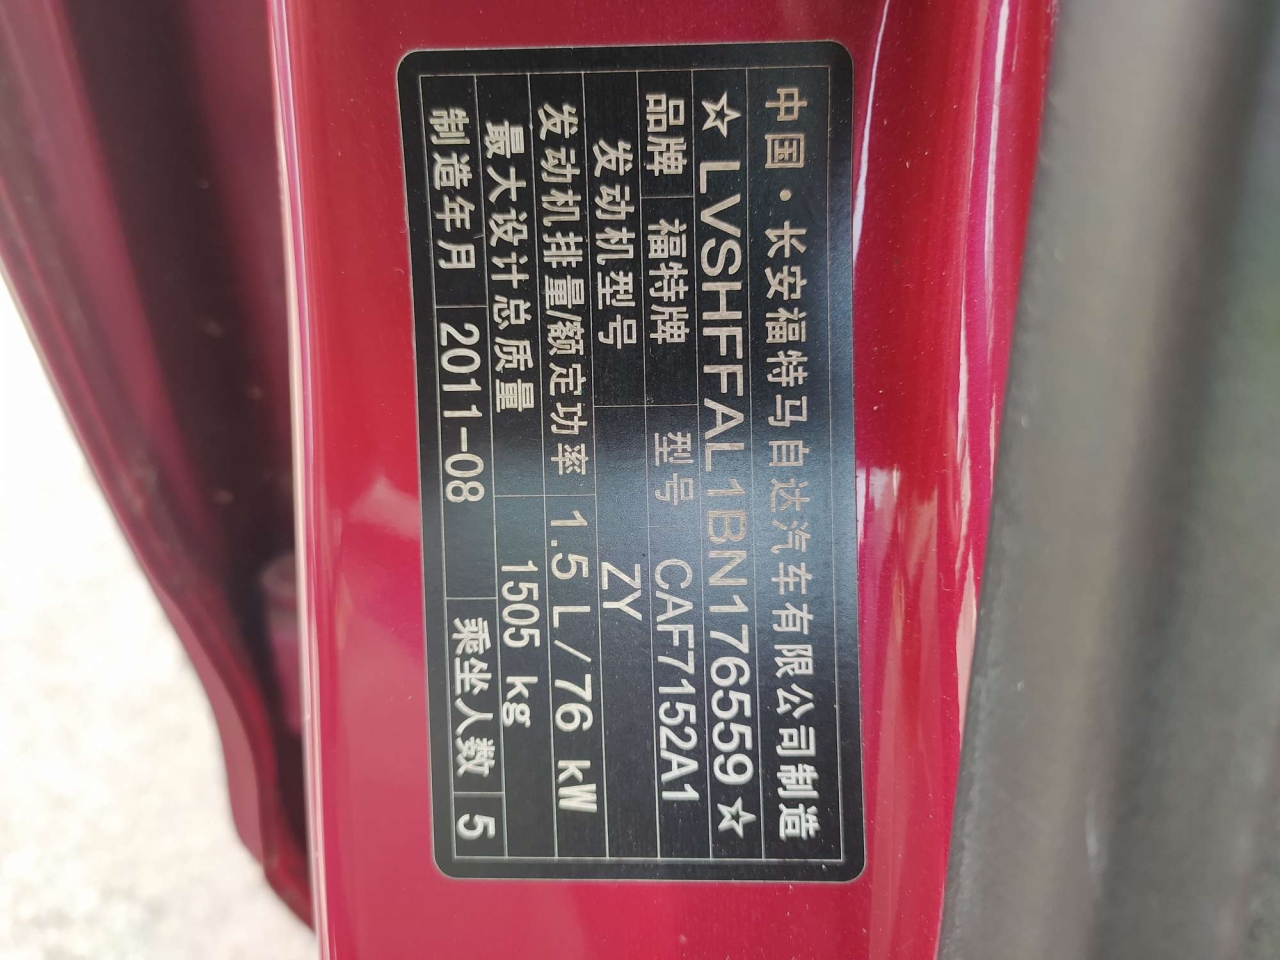 中国·长安福特马自达汽车有限公司制造
☆LVSHFFAL1BN176559☆
品牌 福特牌 型号 CAF7152A1
发动机型号 ZY
发动机排量/额定功率 1.5 L/76 kW
最大设计总质量 1505 kg
制造年月 2011-08 乘坐人数 5